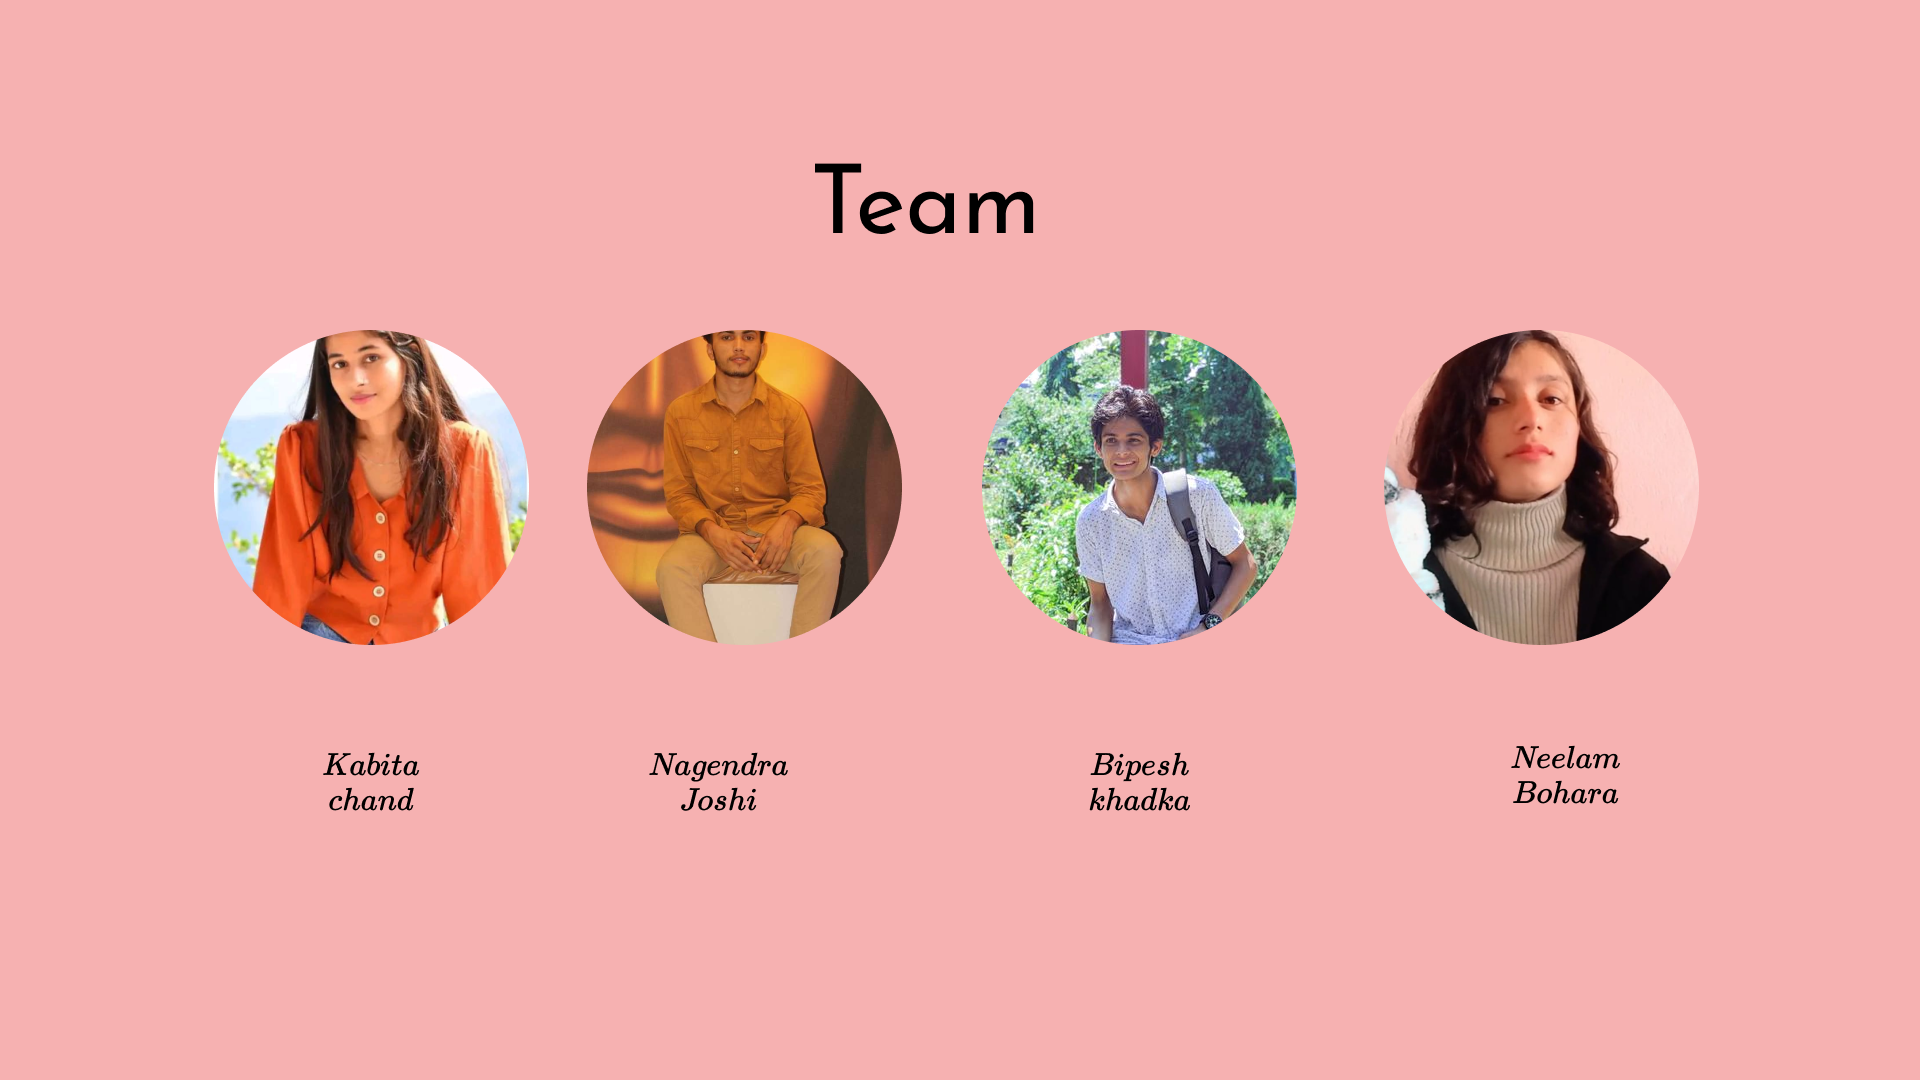 Team
Kabita
chand
Nagendra
Joshi
Bipesh
khadka
Neelam
Bohara